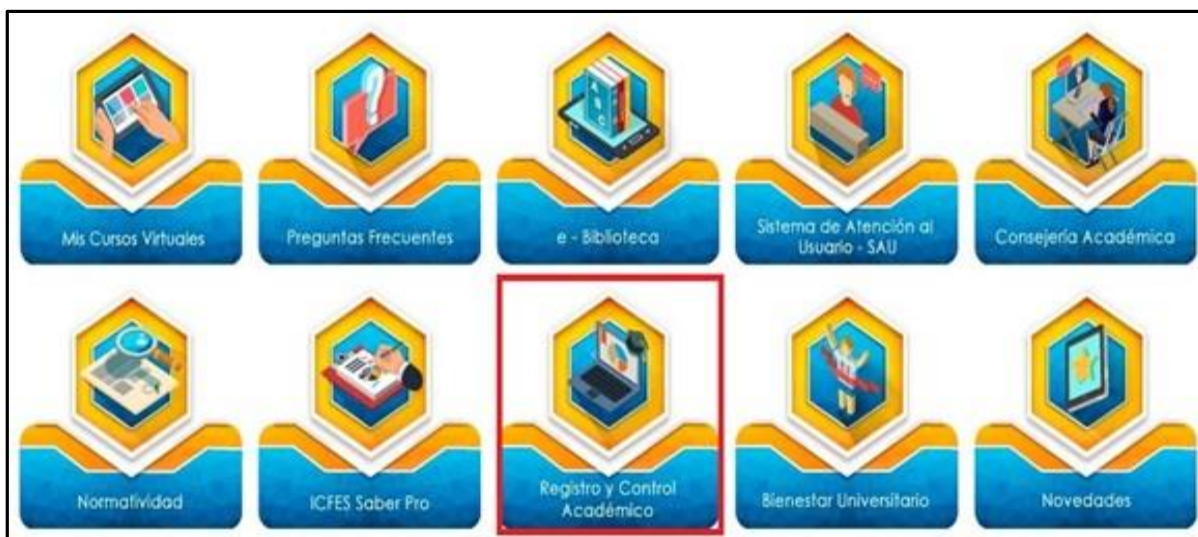 Mis Cursos Virtuales
Preguntas Frecuentes
e - Biblioteca
Sistema de Atención al
Usuario - SAU
Consejería Académica
Normatividad
ICFES Saber Pro
Registro y Control
Académico
Bienestar Universitario
Novedades
A
B
C